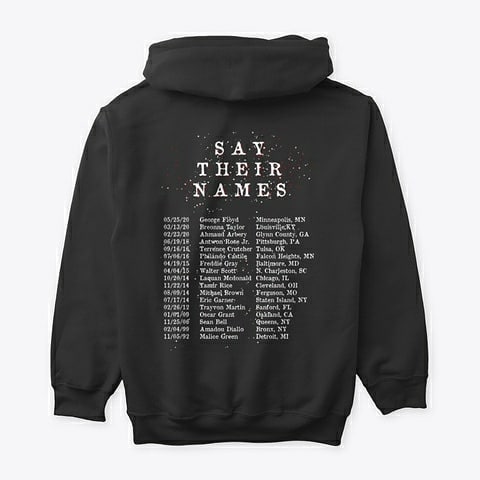 SAY
THEIR
NAMES
05/25/20 George Floyd Minneapolis, MN
03/13/20 Breonna Taylor Louisville,KY
02/23/20 Ahmaud Arbery Glynn County, GA
06/19/18 Antwon Rose Jr. Pittsburgh, PA
09/16/16 Terrence Crutcher Tulsa, OK
07/06/16 Philando Castile Falcon Heights, MN
04/19/15 Freddie Gray Baltimore, MD
04/04/15 Walter Scott N. Charleston, SC
10/20/14 Laquan Mcdonald Chicago, IL
11/22/14 Tamir Rice Cleveland, OH
08/09/14 Michael Brown Ferguson, MO
07/17/14 Eric Garner Staten Island, NY
02/26/12 Trayvon Martin Sanford, FL
01/01/09 Oscar Grant Oakland, CA
11/25/06 Sean Bell Queens, NY
02/04/99 Amadou Diallo Bronx, NY
11/05/92 Malice Green Detroit, MI